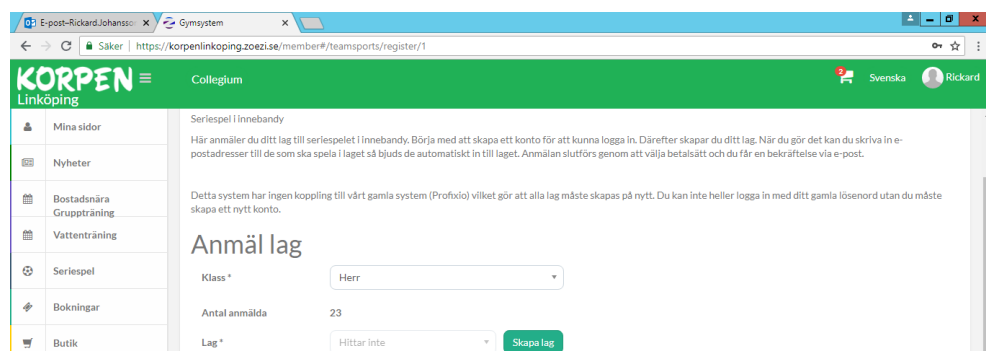 E-post–Rickard.Johansso
Gymsystem
Säker | https://korpenlinkoping.zoezi.se/member#/teamsports/register/1
KORPEN
Linköping
Collegium
2
Svenska
Rickard
Mina sidor
Nyheter
Bostadsnära
Gruppträning
Vattenträning
Seriespel
Bokningar
Butik
Seriespel i innebandy
Här anmäler du ditt lag till seriespelet i innebandy. Börja med att skapa ett konto för att kunna logga in. Därefter skapar du ditt lag. När du gör det kan du skriva in e-
postadresser till de som ska spela i laget så bjuds de automatiskt in till laget. Anmälan slutförs genom att välja betalsätt och du får en bekräftelse via e-post.
Detta system har ingen koppling till vårt gamla system (Profixio) vilket gör att alla lag måste skapas på nytt. Du kan inte heller logga in med ditt gamla lösenord utan du måste
skapa ett nytt konto.
Anmäl lag
Klass * Herr
Antal anmälda 23
Lag * Hittar inte Skapa lag